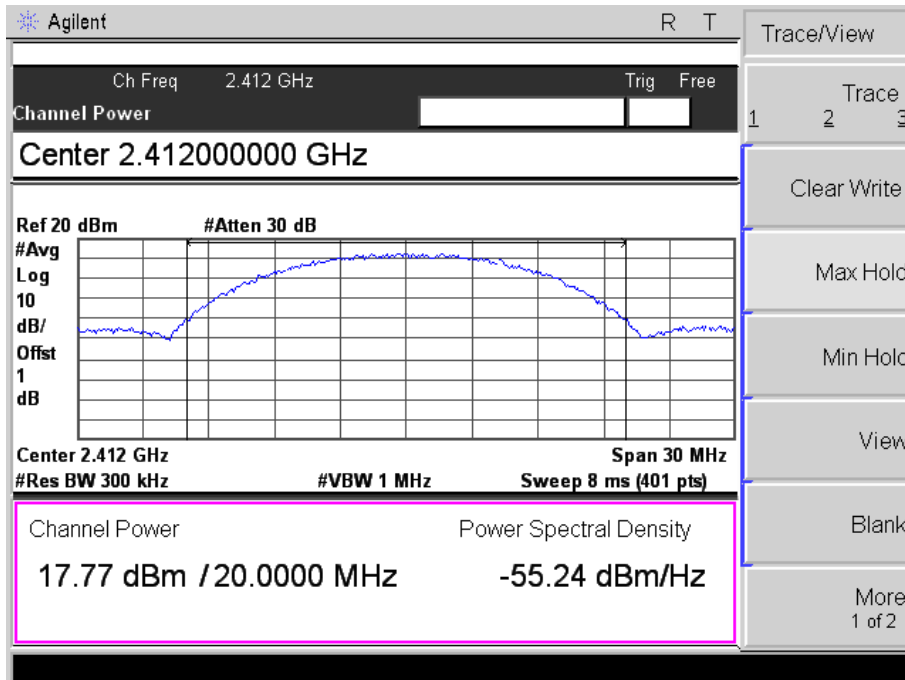 Agilent R T
Trace/View
Ch Freq 2.412 GHz Trig Free
Channel Power
Center 2.412000000 GHz
Ref 20 dBm #Atten 30 dB
#Avg
Log
10
dB/
Offst
1
dB
Center 2.412 GHz Span 30 MHz
#Res BW 300 kHz #VBW 1 MHz Sweep 8 ms (401 pts)
Channel Power Power Spectral Density
17.77 dBm / 20.0000 MHz -55.24 dBm/Hz
Trace
1 2 3
Clear Write
Max Hold
Min Hold
View
Blank
More
1 of 2